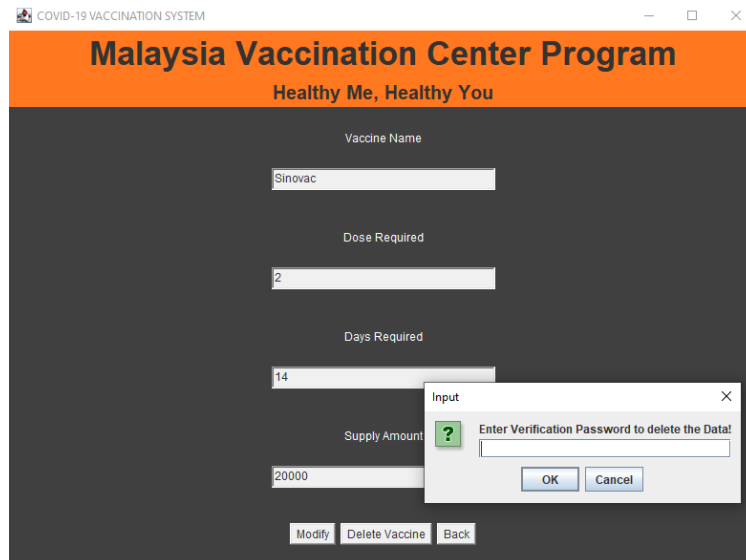 COVID-19 VACCINATION SYSTEM
Malaysia Vaccination Center Program
Healthy Me, Healthy You
Vaccine Name
Sinovac
Dose Required
2
Days Required
14
Supply Amount
20000
Modify Delete Vaccine Back
Input
? Enter Verification Password to delete the Data!
OK Cancel